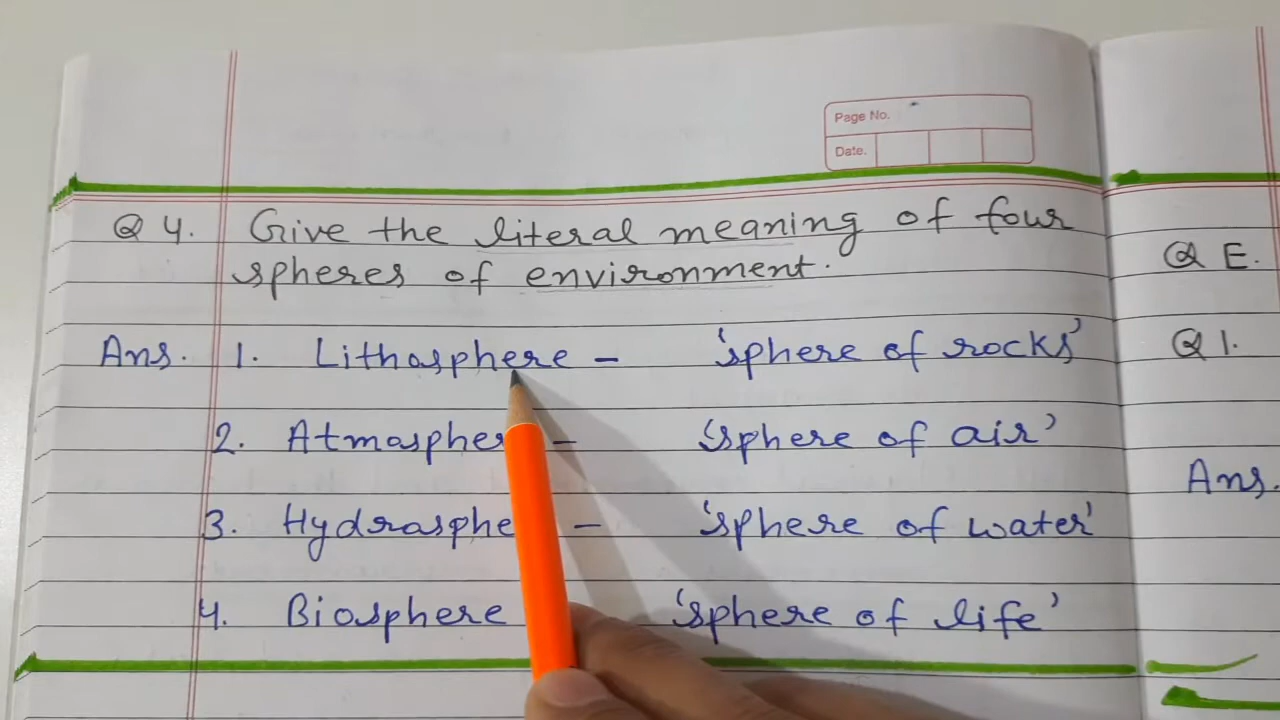 Page No.
Date.
Q 4. Give the literal meaning of four
spheres of environment.
Ans. 1. Lithosphere - 'sphere of rocks'
2. Atmospher - 'sphere of air'
3. Hydrosphe - 'sphere of water'
4. Biosphere 'sphere of life'
Q E.
Q 1.
Ans.